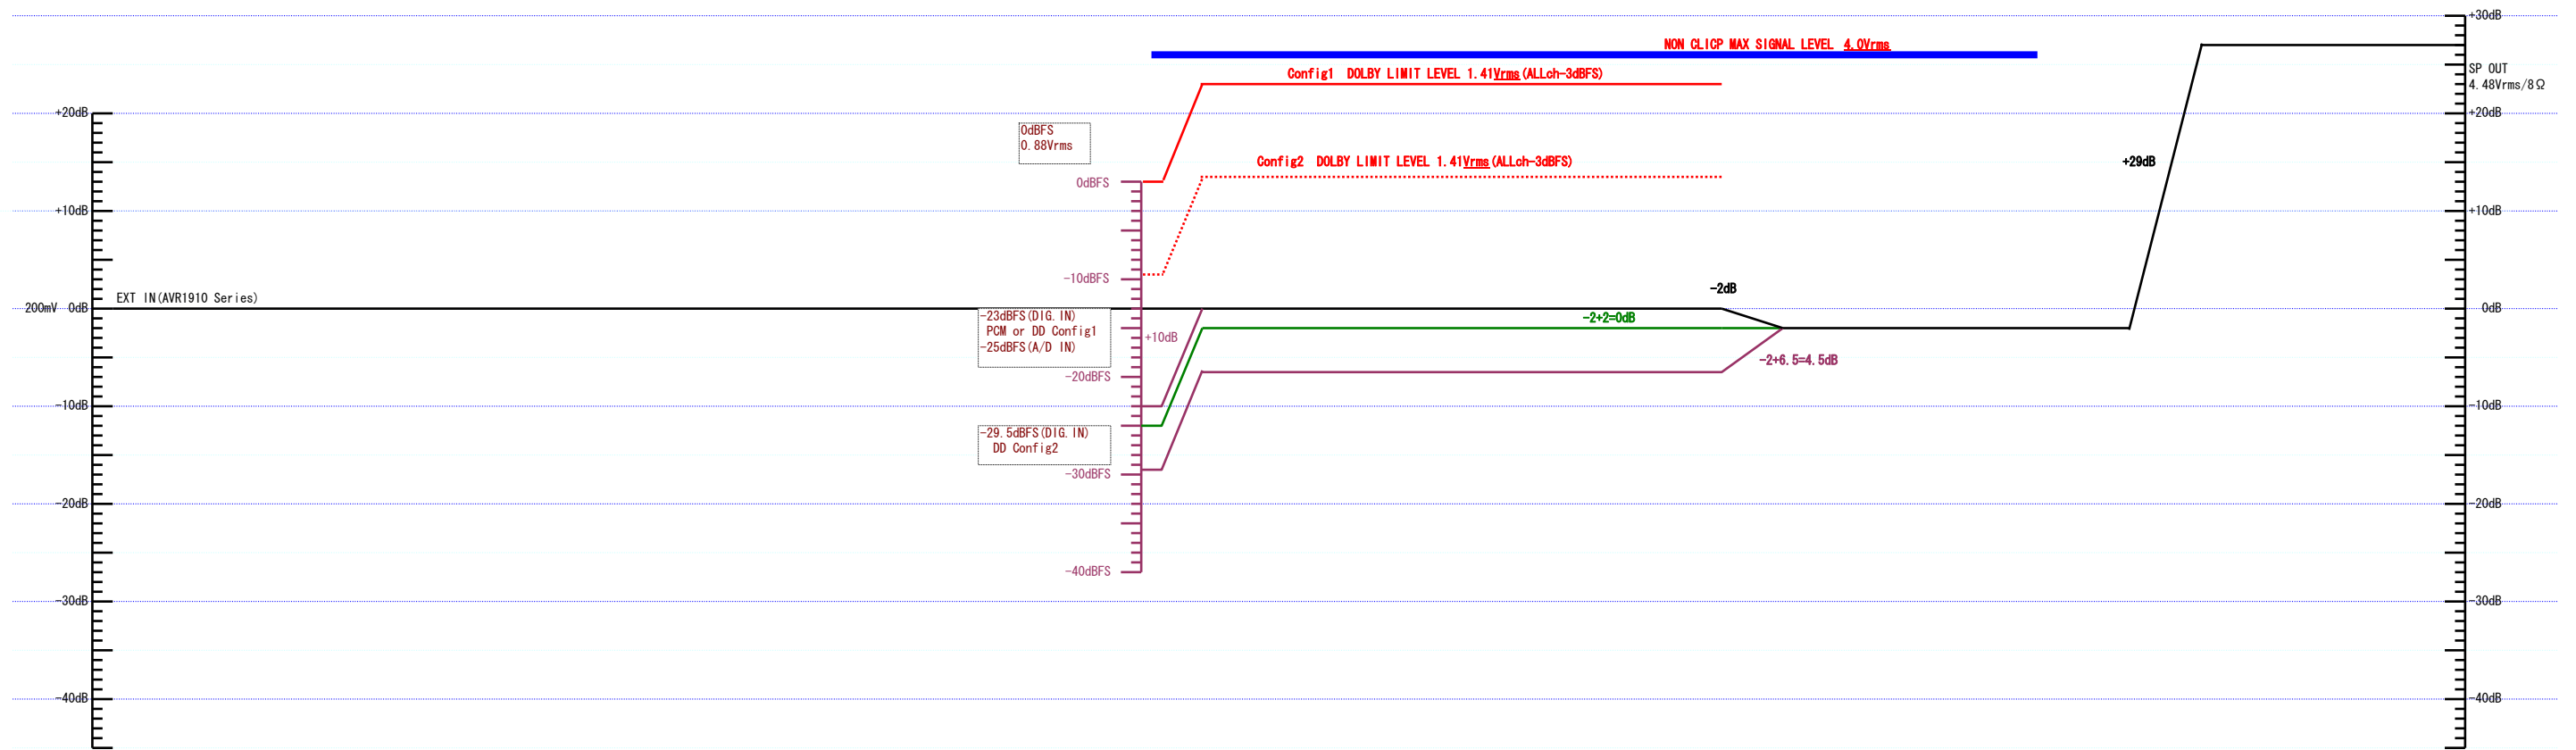 +30dB
NON CLICP MAX SIGNAL LEVEL 4.0Vrms
SP OUT
4.48Vrms/8Ω
Config1 DOLBY LIMIT LEVEL 1.41Vrms(ALLch-3dBFS)
+20dB
+20dB
0dBFS
0.88Vrms
Config2 DOLBY LIMIT LEVEL 1.41Vrms(ALLch-3dBFS)
+29dB
0dBFS
+10dB
+10dB
-10dBFS
-2dB
EXT IN(AVR1910 Series)
200mV 0dB
0dB
-23dBFS(DIG.IN)
PCM or DD Config1
-25dBFS(A/D IN)
-2+2=0dB
+10dB
-2+6.5=4.5dB
-20dBFS
-10dB
-10dB
-29.5dBFS(DIG.IN)
DD Config2
-30dBFS
-20dB
-20dB
-40dBFS
-30dB
-30dB
-40dB
-40dB